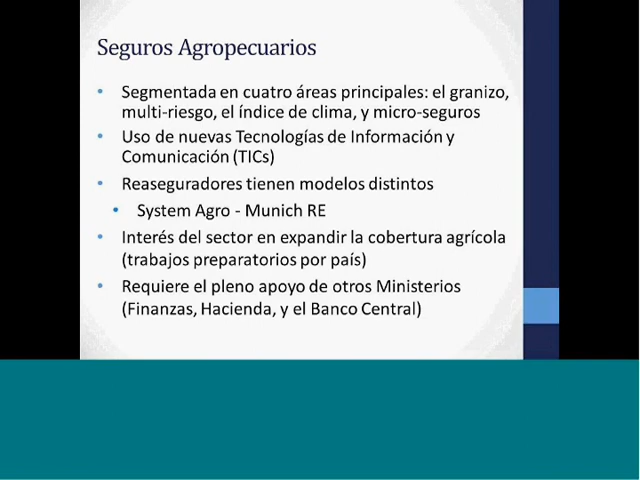 Seguros Agropecuarios
• Segmentada en cuatro áreas principales: el granizo,
multi-riesgo, el índice de clima, y micro-seguros
• Uso de nuevas Tecnologías de Información y
Comunicación (TICs)
• Reaseguradores tienen modelos distintos
• System Agro - Munich RE
• Interés del sector en expandir la cobertura agrícola
(trabajos preparatorios por país)
• Requiere el pleno apoyo de otros Ministerios
(Finanzas, Hacienda, y el Banco Central)